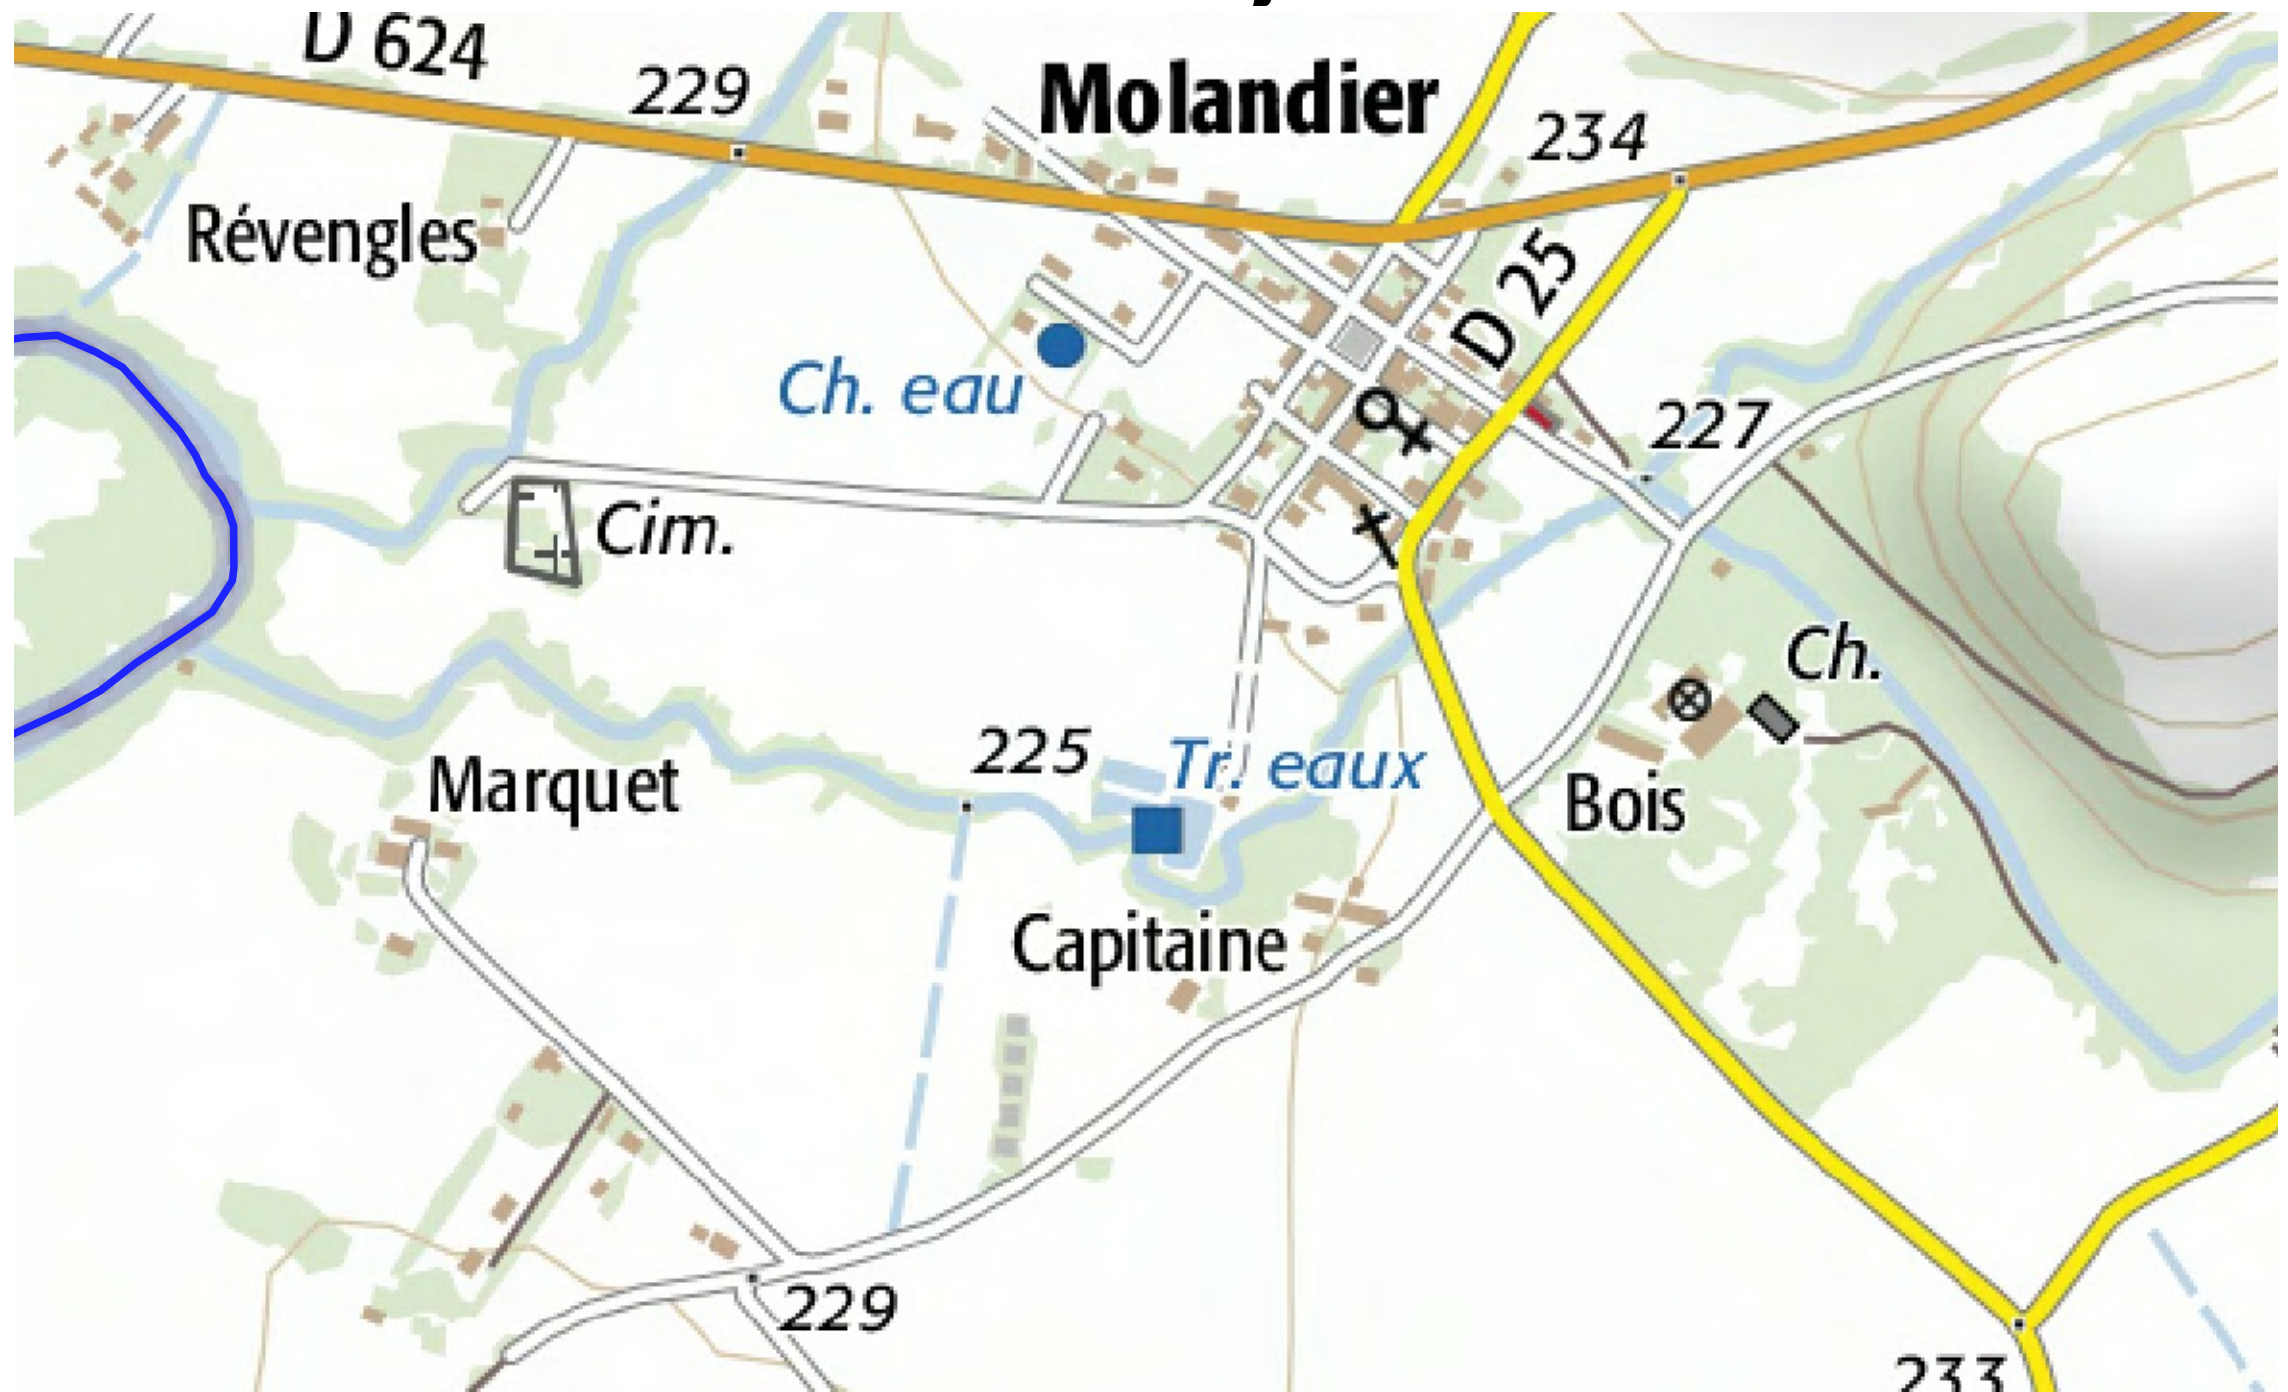 D 624
229
Molandier
234
Révengles
D 25
Ch. eau
227
Cim.
Ch.
225
Tr. eaux
Marquet
Bois
Capitaine
229
233